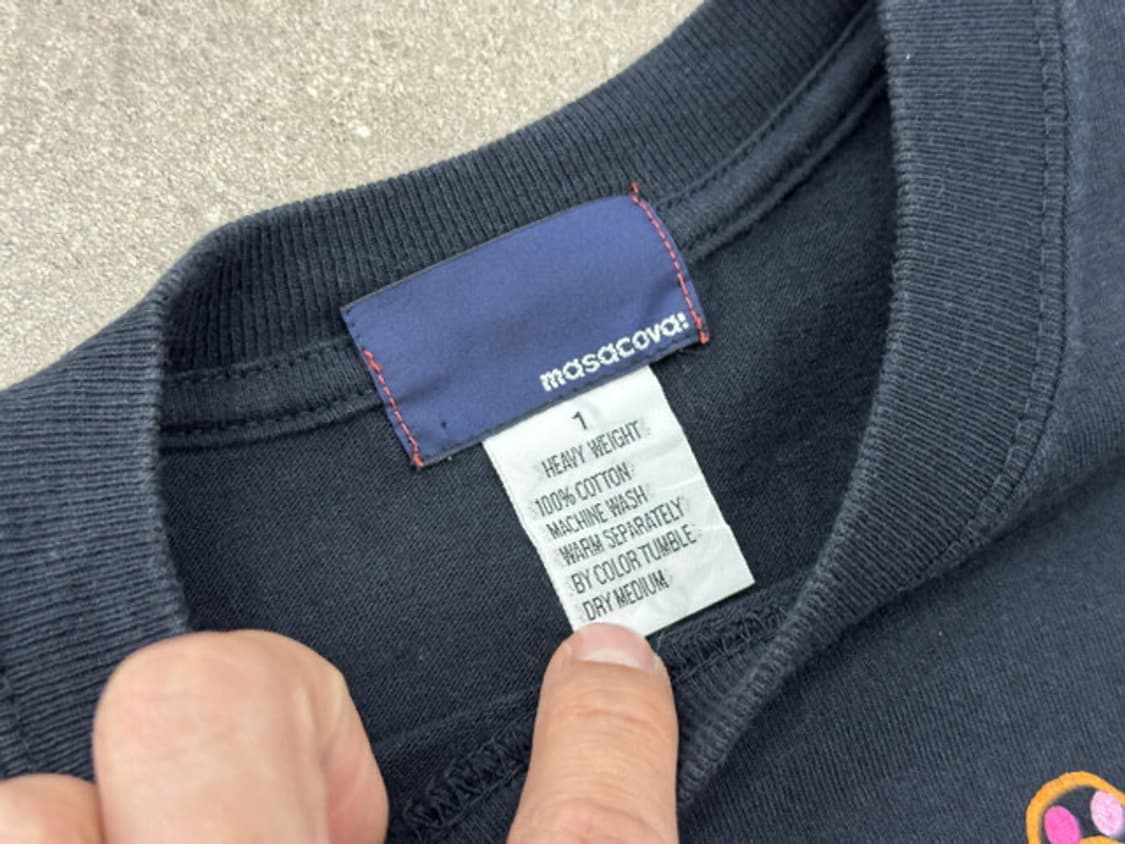 masacova!
1
HEAVY WEIGHT
100% COTTON
MACHINE WASH
WARM SEPARATELY
BY COLOR TUMBLE
DRY MEDIUM